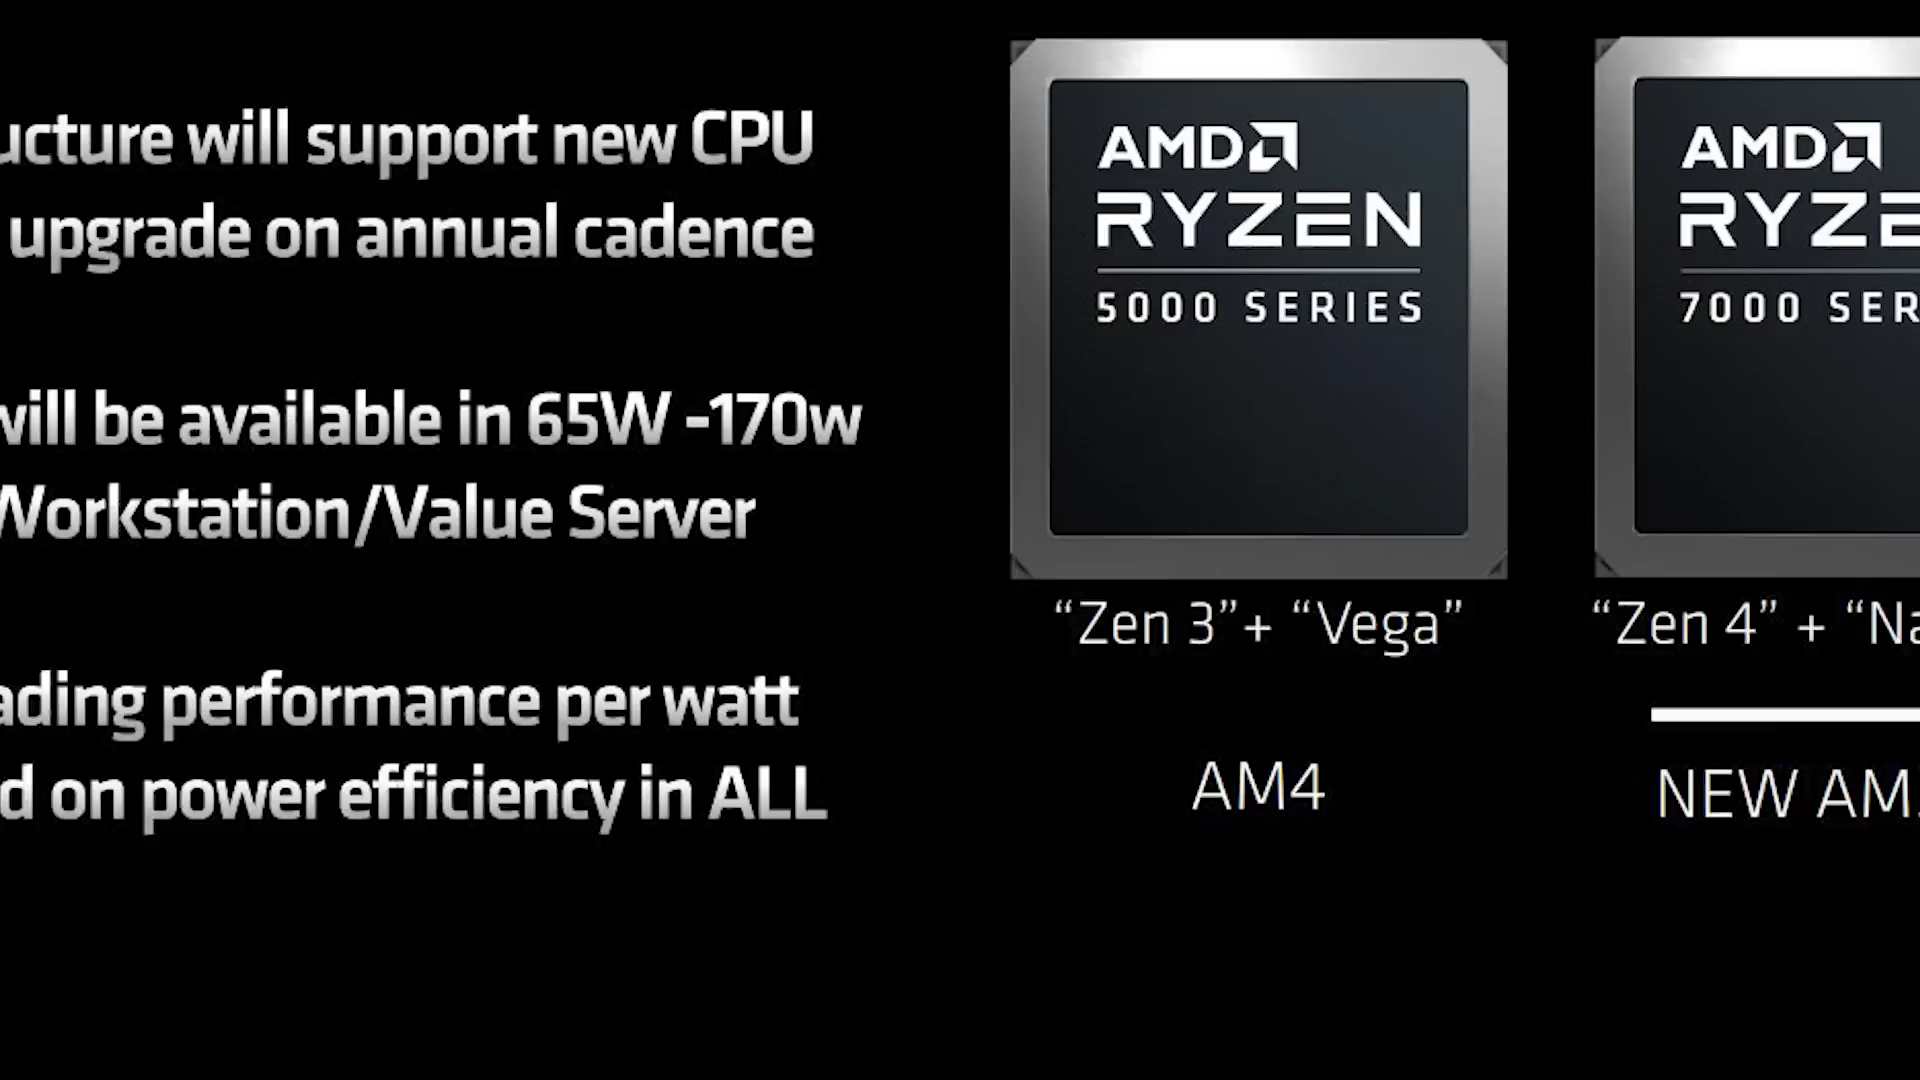 ucture will support new CPU
upgrade on annual cadence
will be available in 65W -170w
Workstation/Value Server
ading performance per watt
d on power efficiency in ALL
AMD
RYZEN
5000 SERIES
“Zen 3”+ “Vega”
AM4
AMD
RYZE
7000 SER
“Zen 4” + “Na
NEW AM